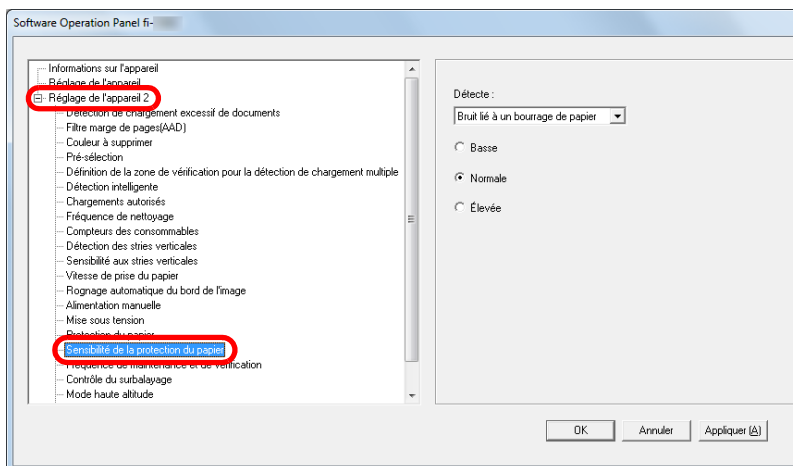 Software Operation Panel fi-
Informations sur l'appareil
Réglage de l'appareil
Réglage de l'appareil 2
Détection de chargement excessif de documents
Filtre marge de pages(AAD)
Couleur à supprimer
Pré-sélection
Définition de la zone de vérification pour la détection de chargement multiple
Détection intelligente
Chargements autorisés
Fréquence de nettoyage
Compteurs des consommables
Détection des stries verticales
Sensibilité aux stries verticales
Vitesse de prise du papier
Rognage automatique du bord de l'image
Alimentation manuelle
Mise sous tension
Protection du papier
Sensibilité de la protection du papier
Fréquence de maintenance et de vérification
Contrôle du surbalayage
Mode haute altitude
Détecte :
Bruit lié à un bourrage de papier
Basse
Normale
Élevée
OK Annuler Appliquer (A)